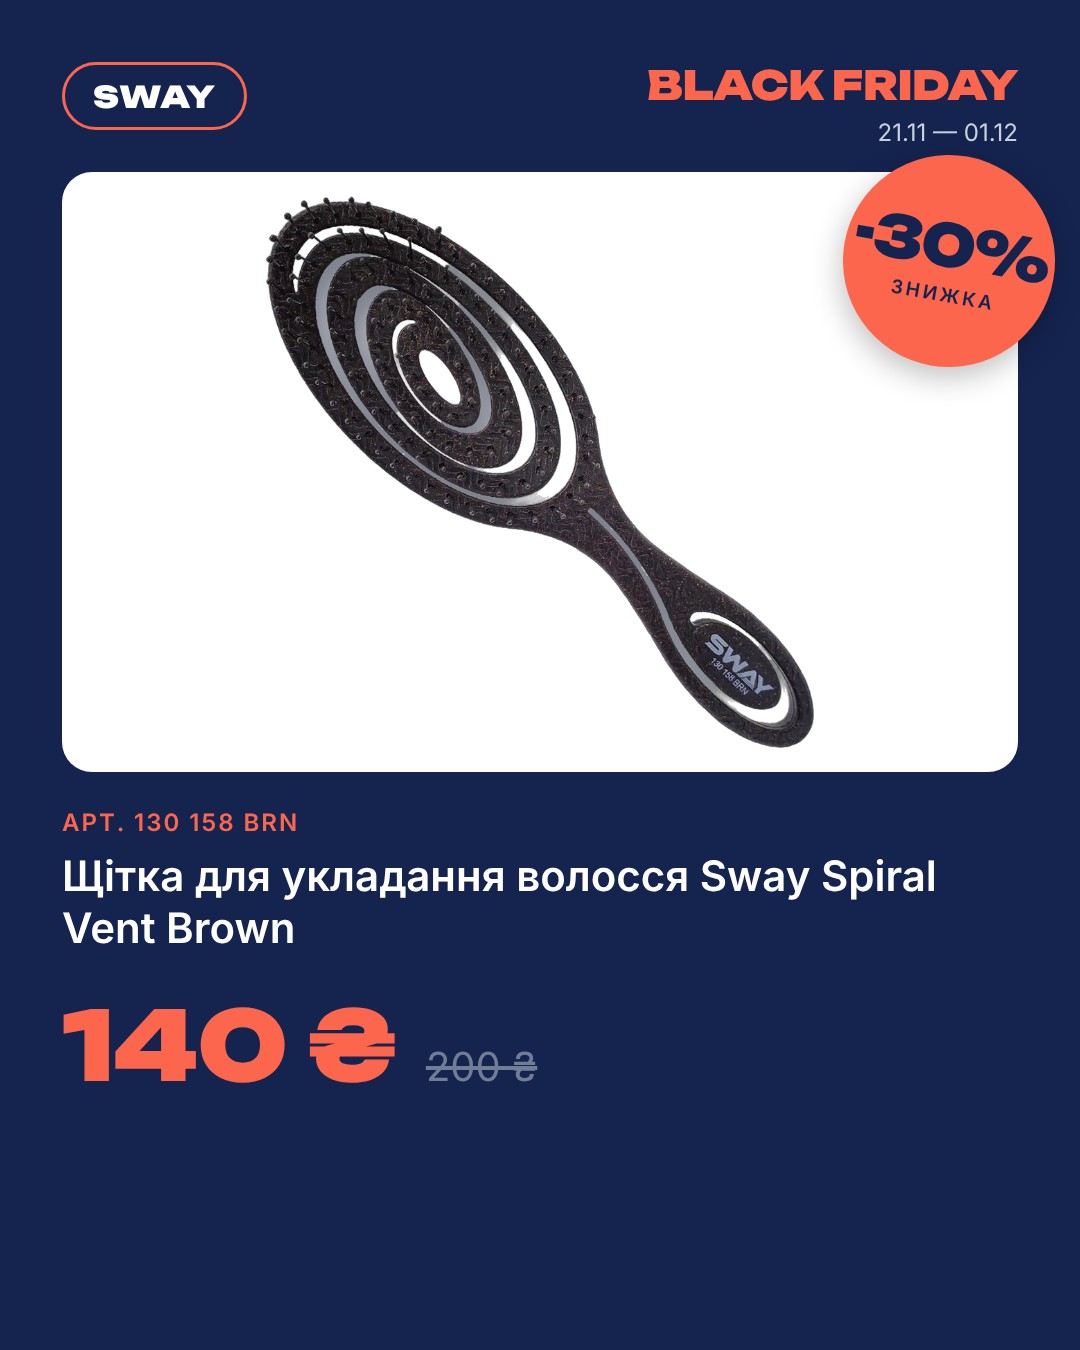 SWAY
BLACK FRIDAY
21.11 — 01.12
-30%
ЗНИЖКА
SWAY
130 158 BRN
АРТ. 130 158 BRN
Щітка для укладання волосся Sway Spiral
Vent Brown
140 ₴ 200 ₴